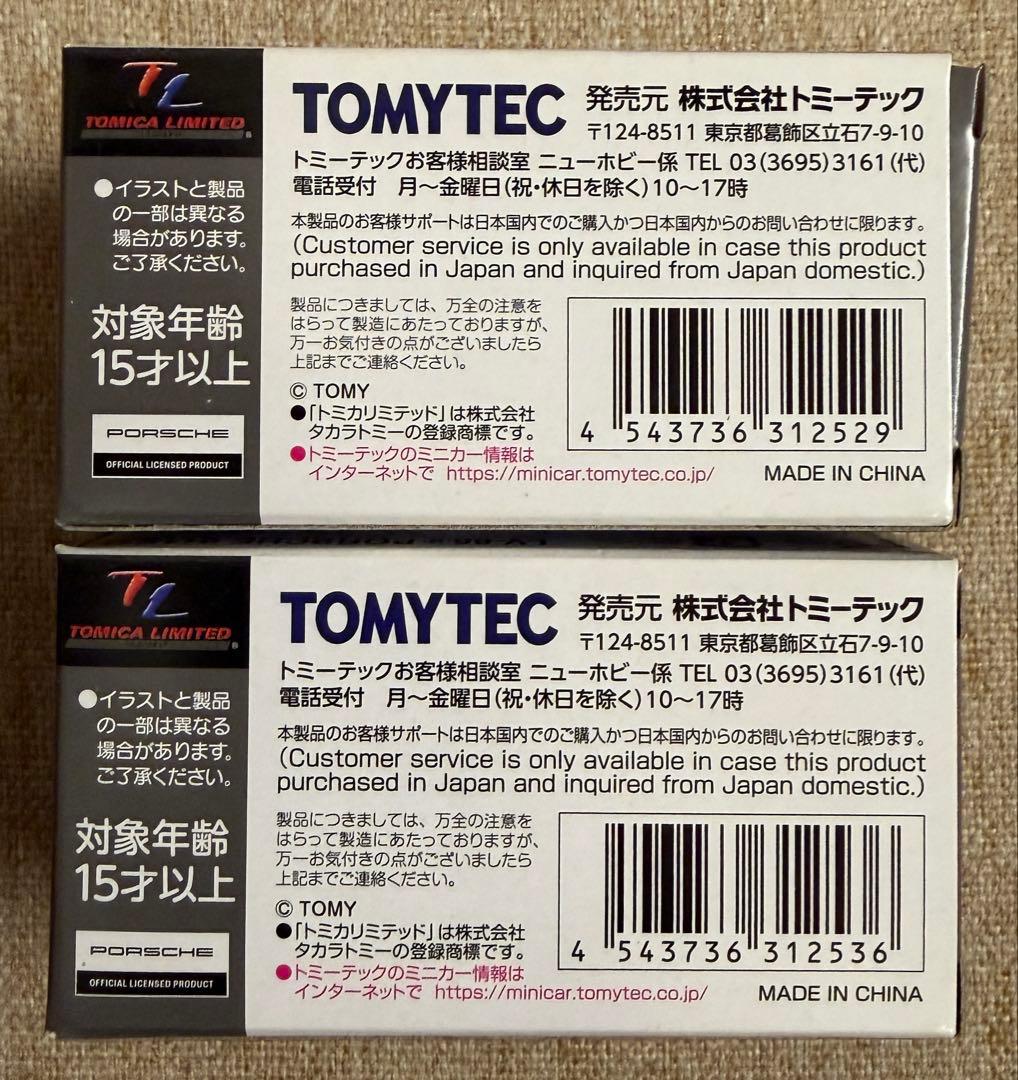 TL
TOMICA LIMITED
●イラストと製品
の一部は異なる
場合があります。
ご了承ください。
対象年齢
15才以上
PORSCHE
OFFICIAL LICENSED PRODUCT
TOMYTEC 発売元 株式会社トミーテック
〒124-8511 東京都葛飾区立石7-9-10
トミーテックお客様相談室 ニューホビー係 TEL 03(3695)3161(代)
電話受付 月〜金曜日(祝・休日を除く)10〜17時
本製品のお客様サポートは日本国内でのご購入かつ日本国内からのお問い合わせに限ります。
(Customer service is only available in case this product
purchased in Japan and inquired from Japan domestic.)
製品につきましては、万全の注意を
はらって製造にあたっておりますが、
万一お気付きの点がございましたら
上記までご連絡ください。
© TOMY
●「トミカリミテッド」は株式会社
タカラトミーの登録商標です。
●トミーテックのミニカー情報は
インターネットで https://minicar.tomytec.co.jp/
4 543736 312529
MADE IN CHINA
TL
TOMICA LIMITED
●イラストと製品
の一部は異なる
場合があります。
ご了承ください。
対象年齢
15才以上
PORSCHE
OFFICIAL LICENSED PRODUCT
TOMYTEC 発売元 株式会社トミーテック
〒124-8511 東京都葛飾区立石7-9-10
トミーテックお客様相談室 ニューホビー係 TEL 03(3695)3161(代)
電話受付 月〜金曜日(祝・休日を除く)10〜17時
本製品のお客様サポートは日本国内でのご購入かつ日本国内からのお問い合わせに限ります。
(Customer service is only available in case this product
purchased in Japan and inquired from Japan domestic.)
製品につきましては、万全の注意を
はらって製造にあたっておりますが、
万一お気付きの点がございましたら
上記までご連絡ください。
© TOMY
●「トミカリミテッド」は株式会社
タカラトミーの登録商標です。
●トミーテックのミニカー情報は
インターネットで https://minicar.tomytec.co.jp/
4 543736 312536
MADE IN CHINA